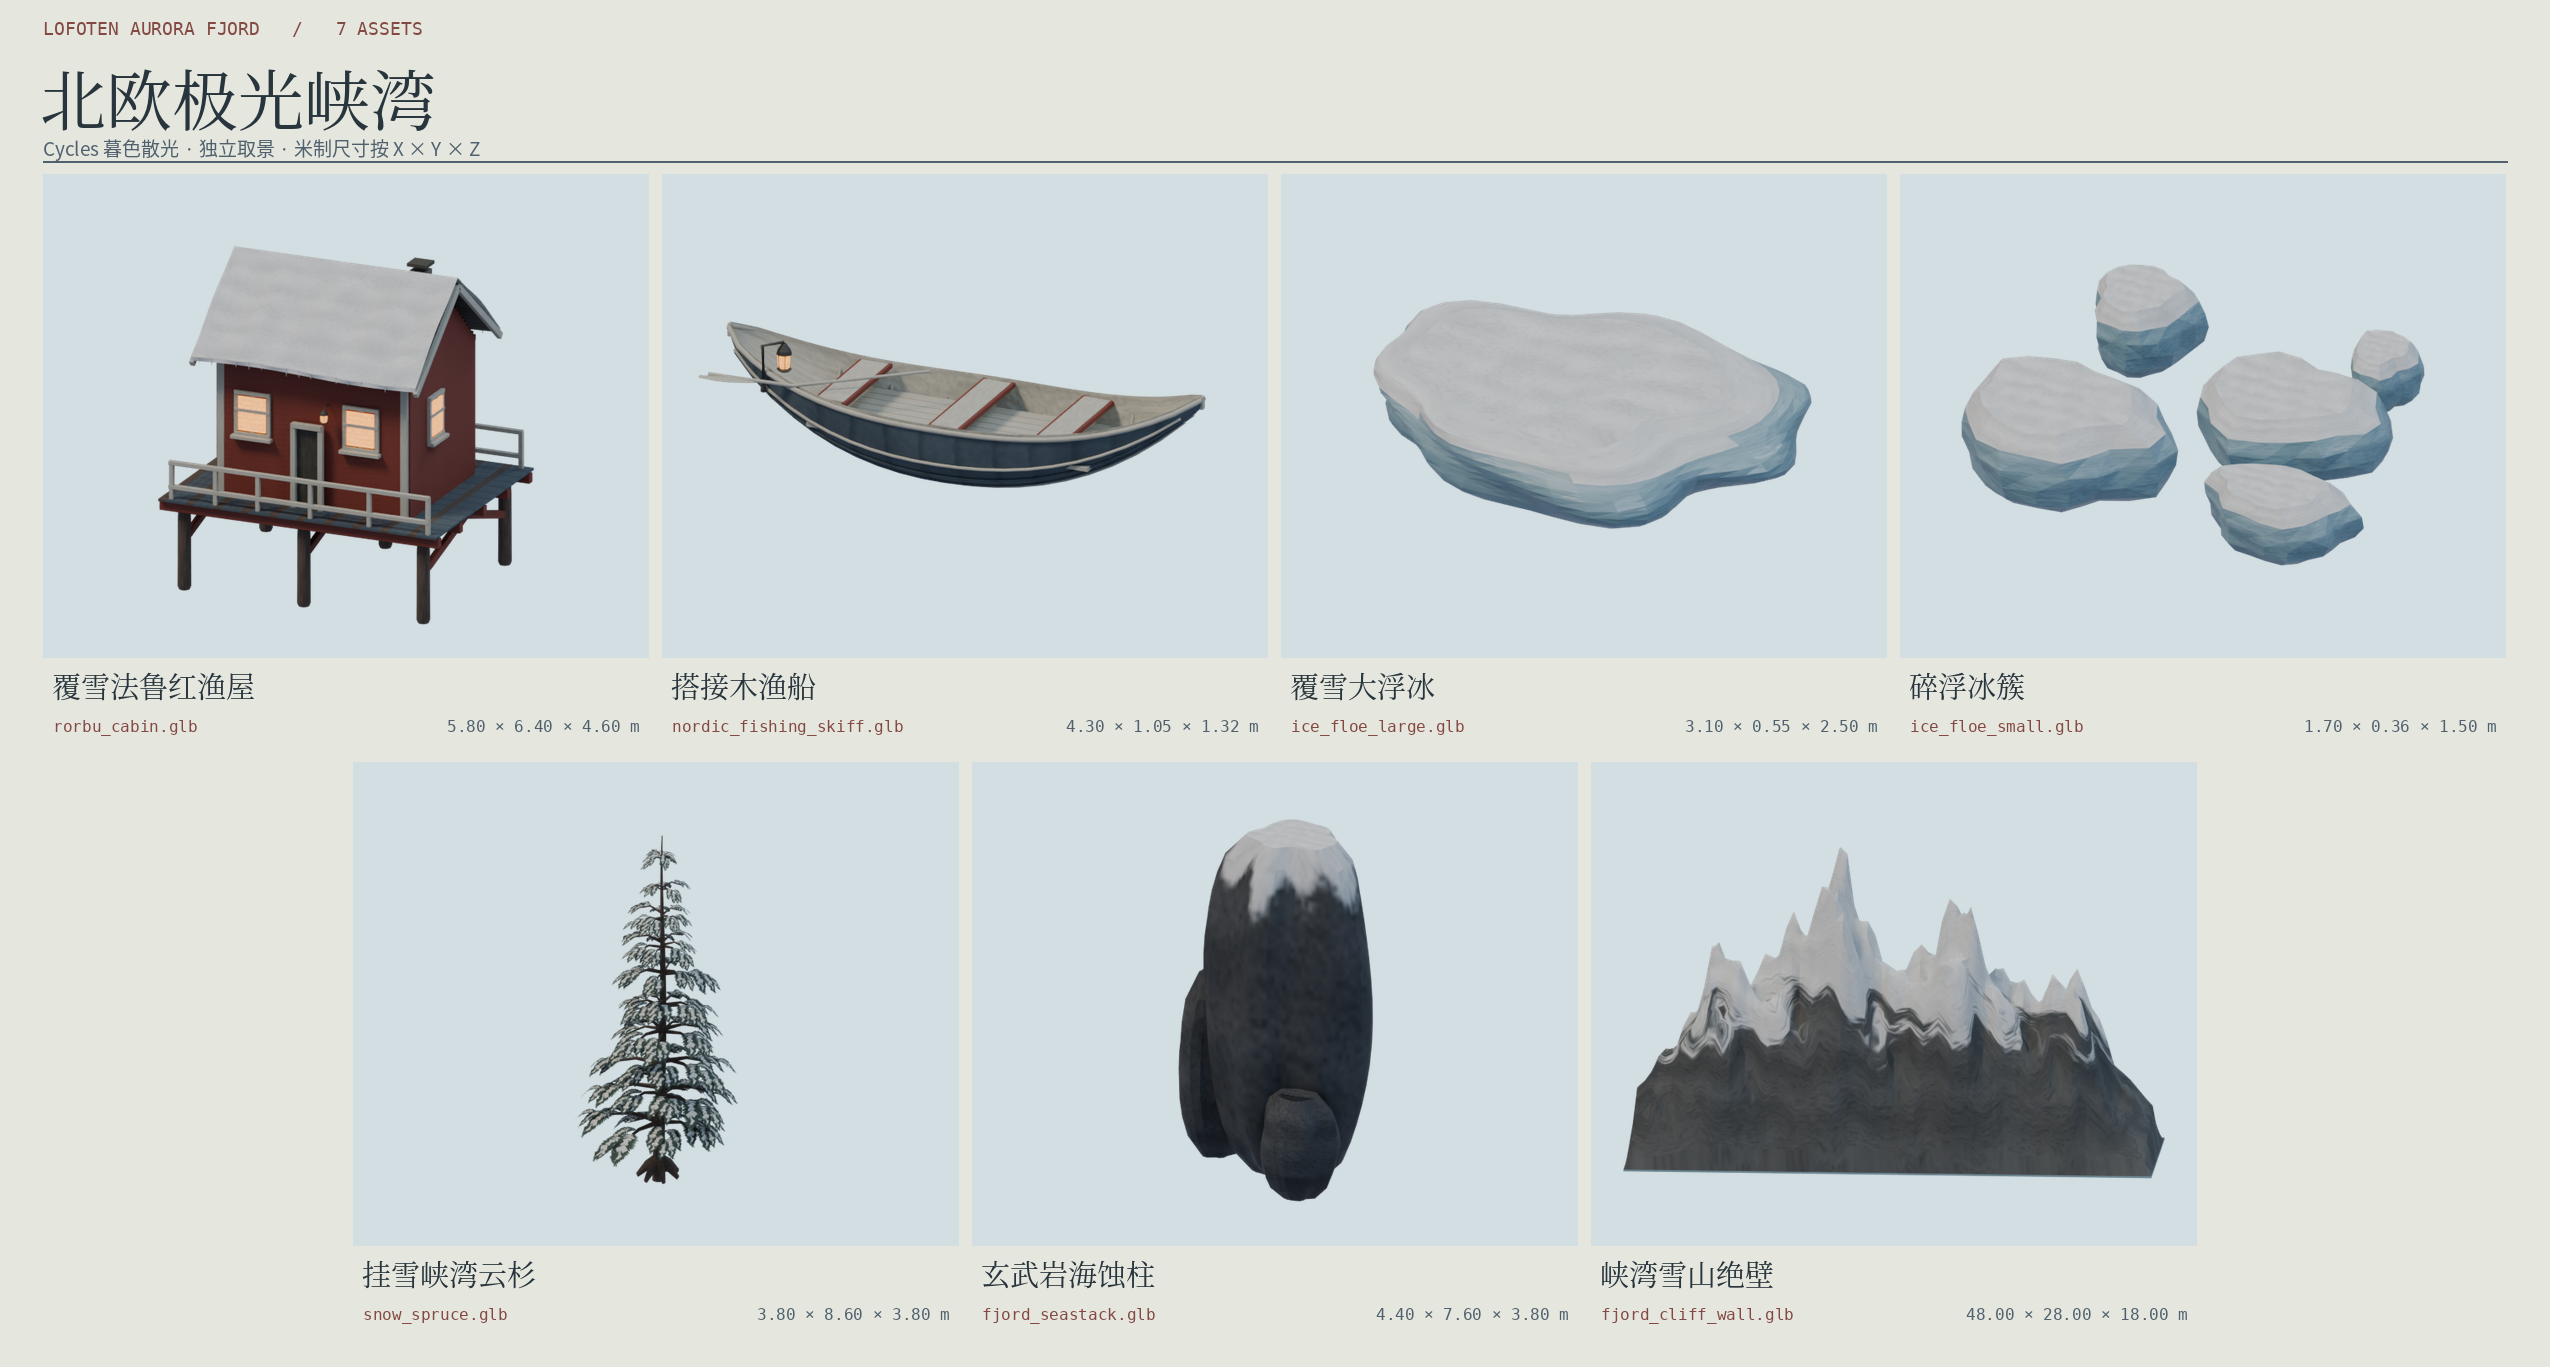 LOFOTEN AURORA FJORD / 7 ASSETS
北欧极光峡湾
Cycles 暮色散光 · 独立取景 · 米制尺寸按 X × Y × Z
覆雪法鲁红渔屋
rorbu_cabin.glb 5.80 × 6.40 × 4.60 m
搭接木渔船
nordic_fishing_skiff.glb 4.30 × 1.05 × 1.32 m
覆雪大浮冰
ice_floe_large.glb 3.10 × 0.55 × 2.50 m
碎浮冰簇
ice_floe_small.glb 1.70 × 0.36 × 1.50 m
挂雪峡湾云杉
snow_spruce.glb 3.80 × 8.60 × 3.80 m
玄武岩海蚀柱
fjord_seastack.glb 4.40 × 7.60 × 3.80 m
峡湾雪山绝壁
fjord_cliff_wall.glb 48.00 × 28.00 × 18.00 m